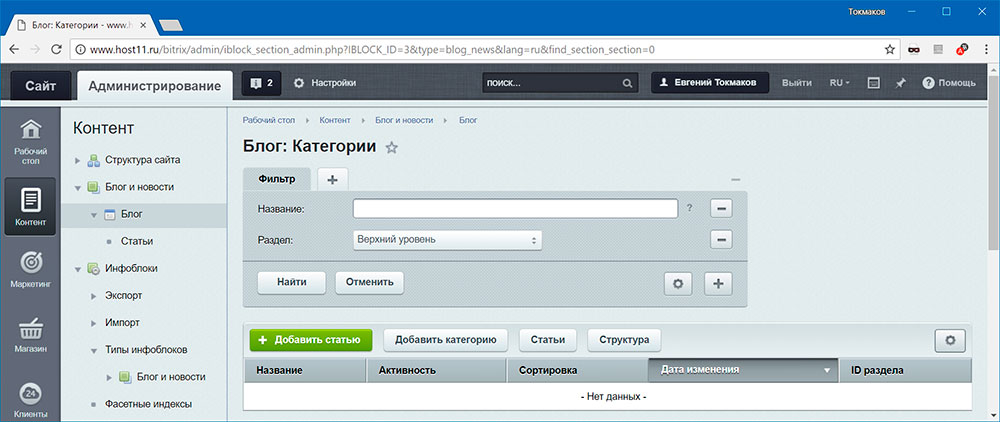 Токмаков
Блог: Категории - www.h
www.host11.ru/bitrix/admin/iblock_section_admin.php?IBLOCK_ID=3&type=blog_news&lang=ru&find_section_section=0
Сайт
Администрирование
2
Настройки
поиск...
Евгений Токмаков
Выйти
RU
Помощь
Рабочий
стол
Контент
Маркетинг
Магазин
24
Клиенты
Контент
Структура сайта
Блог и новости
Блог
Статьи
Инфоблоки
Экспорт
Импорт
Типы инфоблоков
Блог и новости
Фасетные индексы
Рабочий стол
Контент
Блог и новости
Блог
Блог: Категории
Фильтр
Название:
?
Раздел:
Верхний уровень
Найти
Отменить
Добавить статью
Добавить категорию
Статьи
Структура
Название
Активность
Сортировка
Дата изменения
ID раздела
- Нет данных -